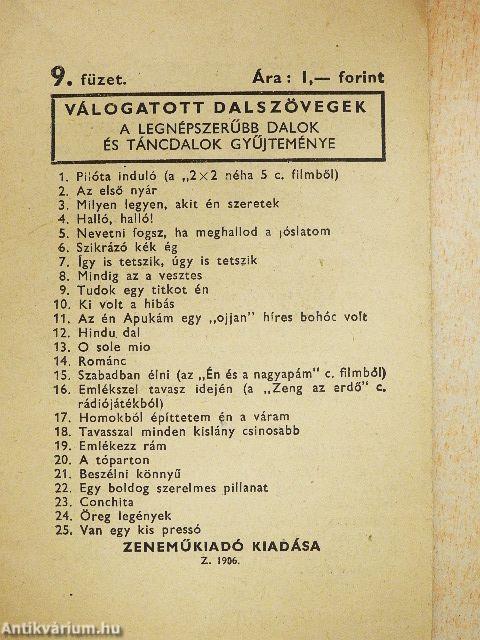 9. füzet. Ára: 1,— forint
VÁLOGATOTT DALSZÖVEGEK
A LEGNÉPSZERŰBB DALOK
ÉS TÁNCDALOK GYŰJTEMÉNYE
1. Pilóta induló (a „2×2 néha 5 c. filmből)
2. Az első nyár
3. Milyen legyen, akit én szeretek
4. Halló, halló!
5. Nevetni fogsz, ha meghallod a jóslatom
6. Szikrázó kék ég
7. Így is tetszik, úgy is tetszik
8. Mindig az a vesztes
9. Tudok egy titkot én
10. Ki volt a hibás
11. Az én Apukám egy „ojjan" híres bohóc volt
12. Hindu dal
13. O sole mio
14. Románc
15. Szabadban élni (az „Én és a nagyapám" c. filmből)
16. Emlékszel tavasz idején (a „Zeng az erdő" c.
rádiójátékból)
17. Homokból építtetem én a váram
18. Tavasszal minden kislány csinosabb
19. Emlékezz rám
20. A tóparton
21. Beszélni könnyű
22. Egy boldog szerelmes pillanat
23. Conchita
24. Öreg legények
25. Van egy kis pressó
ZENEMŰKIADÓ KIADÁSA
Z. 1906.
Antikvárium.hu